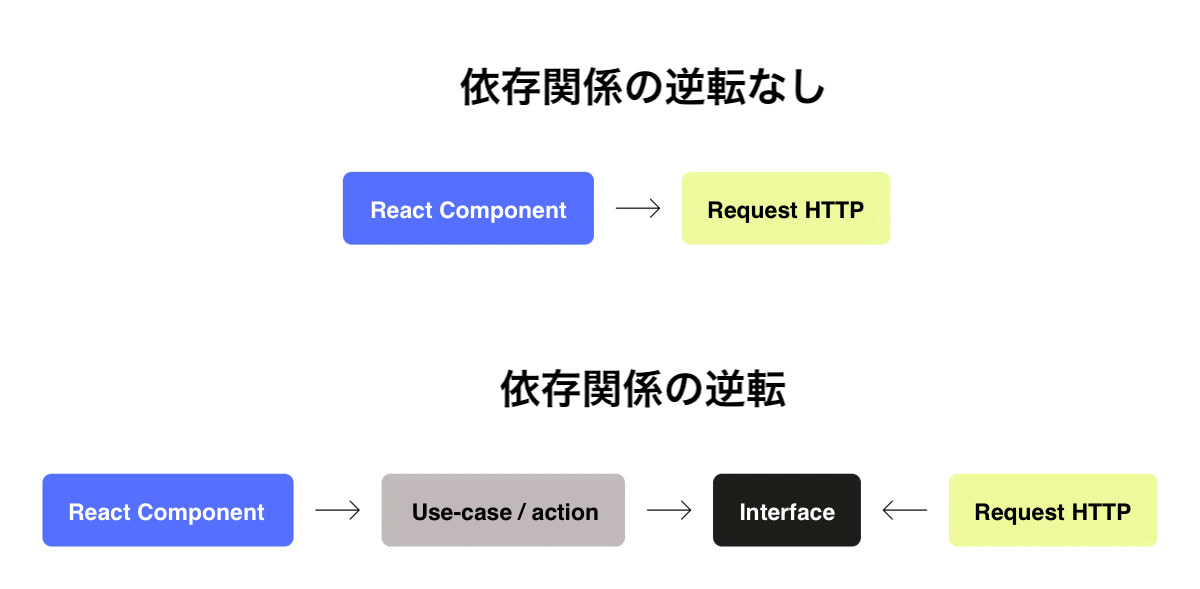 依存関係の逆転なし
React Component
Request HTTP
依存関係の逆転
React Component
Use-case / action
Interface
Request HTTP